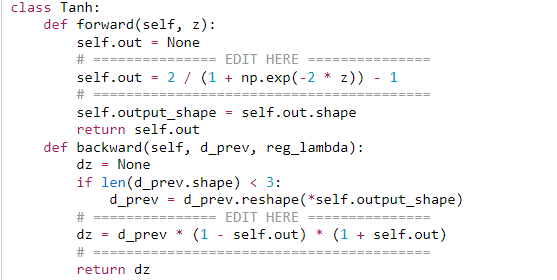 class Tanh:
    def forward(self, z):
        self.out = None
        # =============== EDIT HERE ===============
        self.out = 2 / (1 + np.exp(-2 * z)) - 1
        # =========================================
        self.output_shape = self.out.shape
        return self.out
    def backward(self, d_prev, reg_lambda):
        dz = None
        if len(d_prev.shape) < 3:
            d_prev = d_prev.reshape(*self.output_shape)
        # =============== EDIT HERE ===============
        dz = d_prev * (1 - self.out) * (1 + self.out)
        # =========================================
        return dz